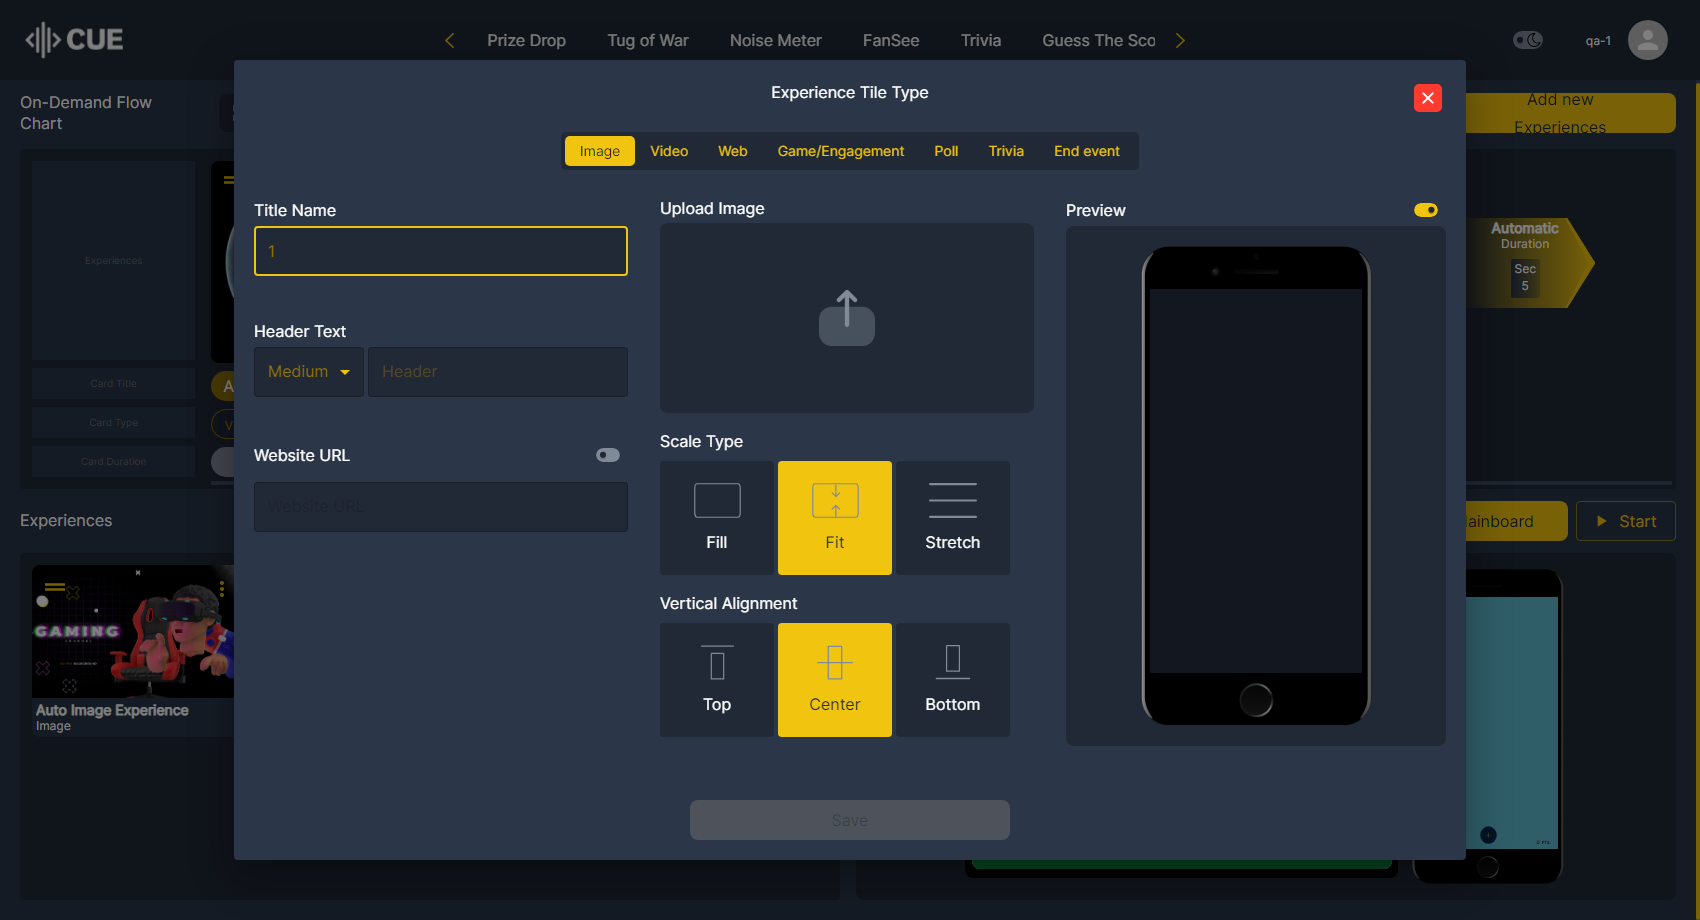 CUE
Prize Drop
Tug of War
Noise Meter
FanSee
Trivia
Guess The Sco
qa-1
On-Demand Flow
Chart
Add new
Experiences
Experience Tile Type
Image
Video
Web
Game/Engagement
Poll
Trivia
End event
Title Name
1
Header Text
Medium
Header
Website URL
Website URL
Upload Image
Scale Type
Fill
Fit
Stretch
Vertical Alignment
Top
Center
Bottom
Preview
Save
Experiences
Card Title
Card Type
Card Duration
A
V
Automatic
Duration
Sec
5
Experiences
ainboard
Start
GAMING
Auto Image Experience
Image